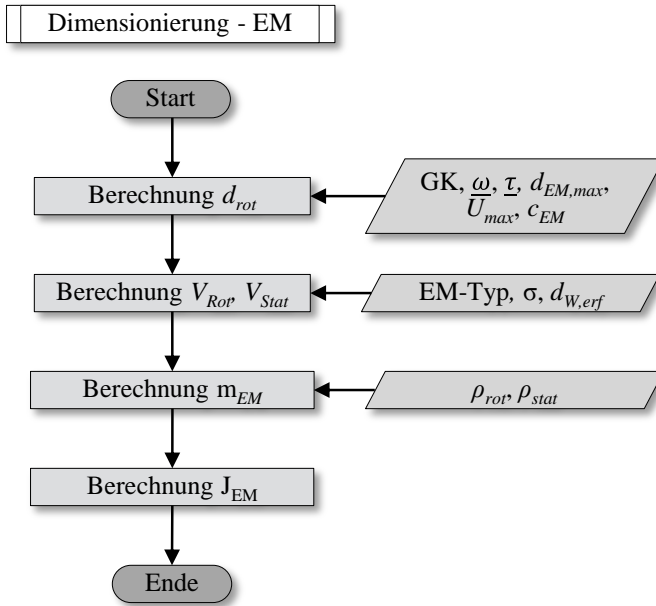 Dimensionierung - EM
Start
Berechnung d_rot
GK, ω, τ, d_EM,max,
U_max, c_EM
Berechnung V_Rot, V_Stat
EM-Typ, σ, d_W,erf
Berechnung m_EM
ρ_rot, ρ_stat
Berechnung J_EM
Ende